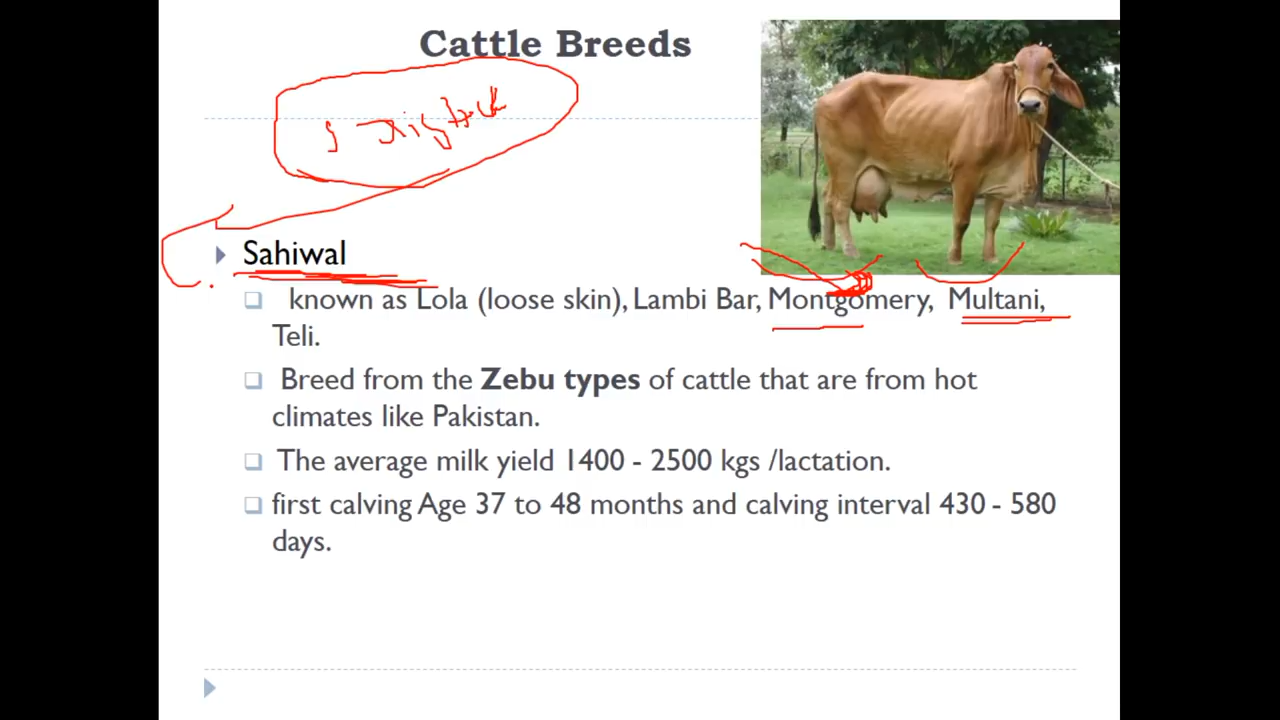 Cattle Breeds
Sahiwal
known as Lola (loose skin), Lambi Bar, Montgomery, Multani,
Teli.
Breed from the Zebu types of cattle that are from hot
climates like Pakistan.
The average milk yield 1400 - 2500 kgs /lactation.
first calving Age 37 to 48 months and calving interval 430 - 580
days.